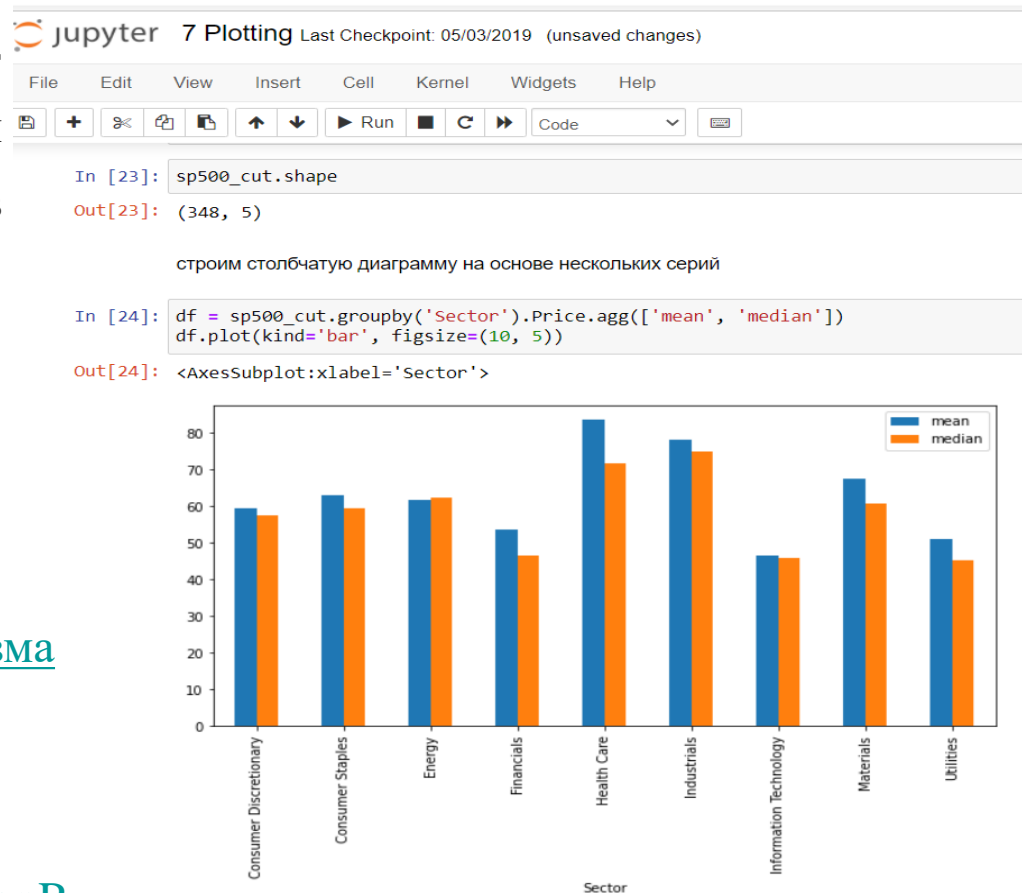 jupyter 7 Plotting Last Checkpoint: 05/03/2019 (unsaved changes)
File Edit View Insert Cell Kernel Widgets Help
Run Code
In [23]: sp500_cut.shape
Out[23]: (348, 5)
строим столбчатую диаграмму на основе нескольких серий
In [24]: df = sp500_cut.groupby('Sector').Price.agg(['mean', 'median'])
df.plot(kind='bar', figsize=(10, 5))
Out[24]: <AxesSubplot:xlabel='Sector'>
mean
median
80
70
60
50
40
30
20
10
0
Consumer Discretionary
Consumer Staples
Energy
Financials
Health Care
Industrials
Information Technology
Materials
Utilities
Sector